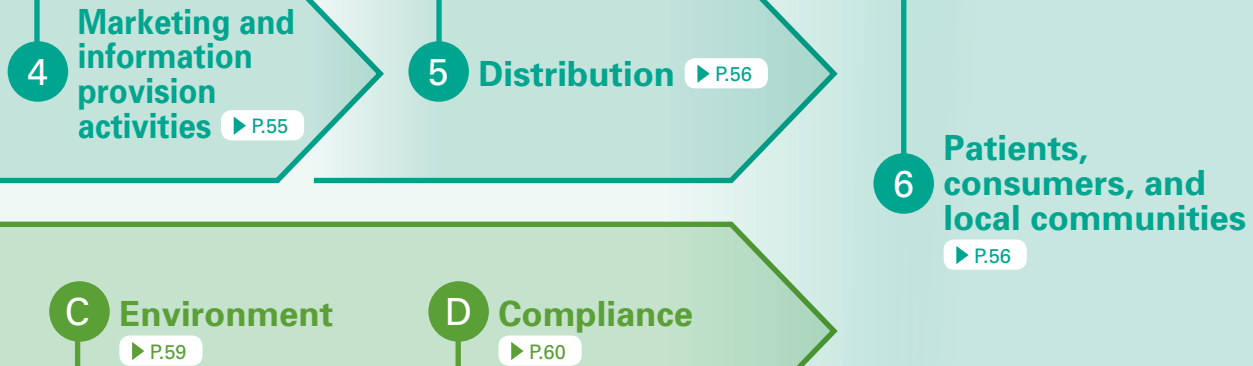 4
Marketing and
information
provision
activities ▶ P.55
5
Distribution ▶ P.56
6
Patients,
consumers, and
local communities
▶ P.56
C
Environment
▶ P.59
D
Compliance
▶ P.60